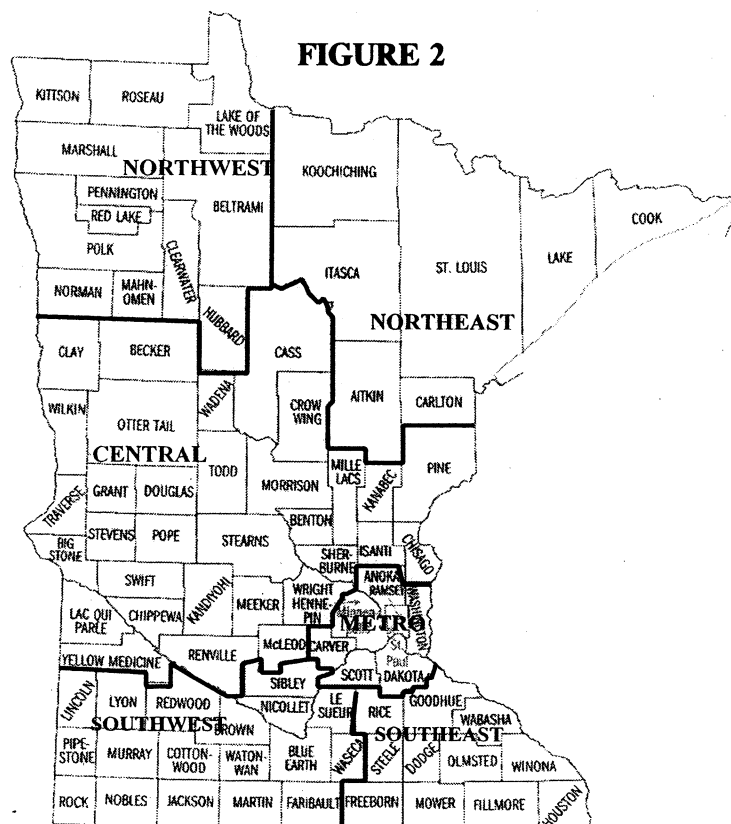 FIGURE 2
KITTSON
ROSEAU
LAKE OF
THE WOODS
MARSHALL
NORTHWEST
KOOCHICHING
PENNINGTON
BELTRAMI
RED LAKE
COOK
POLK
CLEARWATER
ITASCA
ST. LOUIS
LAKE
NORMAN
MAHN-
OMEN
HUBBARD
NORTHEAST
CLAY
BECKER
CASS
WILKIN
WADENA
CROW
WING
AITKIN
CARLTON
OTTER TAIL
CENTRAL
TODD
MILLE
LACS
KANABEC
PINE
TRAVERSE
GRANT
DOUGLAS
MORRISON
BENTON
STEVENS
POPE
STEARNS
BIG
STONE
SHER-
BURNE
ISANTI
CHISAGO
SWIFT
KANDIYOHI
MEEKER
WRIGHT
HENNE-
PIN
ANOKA
RAMSEY
WASHINGTON
LAC QUI
PARLE
CHIPPEWA
METRO
McLEOD
CARVER
St.
Paul
YELLOW MEDICINE
RENVILLE
SCOTT
DAKOTA
SIBLEY
LINCOLN
LYON
REDWOOD
NICOLLET
LE
SUEUR
RICE
GOODHUE
SOUTHWEST
BROWN
SOUTHEAST
WABASHA
PIPE-
STONE
MURRAY
COTTON-
WOOD
WATON-
WAN
BLUE
EARTH
WASECA
STEELE
DODGE
OLMSTED
WINONA
ROCK
NOBLES
JACKSON
MARTIN
FARIBAULT
FREEBORN
MOWER
FILLMORE
HOUSTON